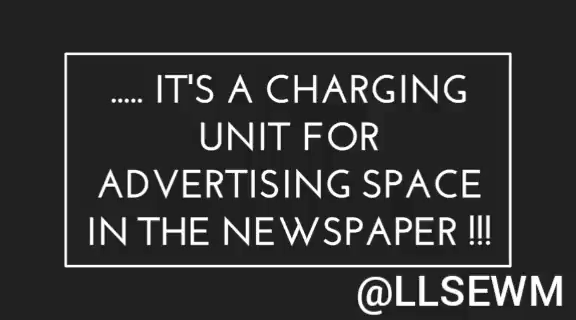 ..... IT'S A CHARGING
UNIT FOR
ADVERTISING SPACE
IN THE NEWSPAPER !!!
@LLSEWM